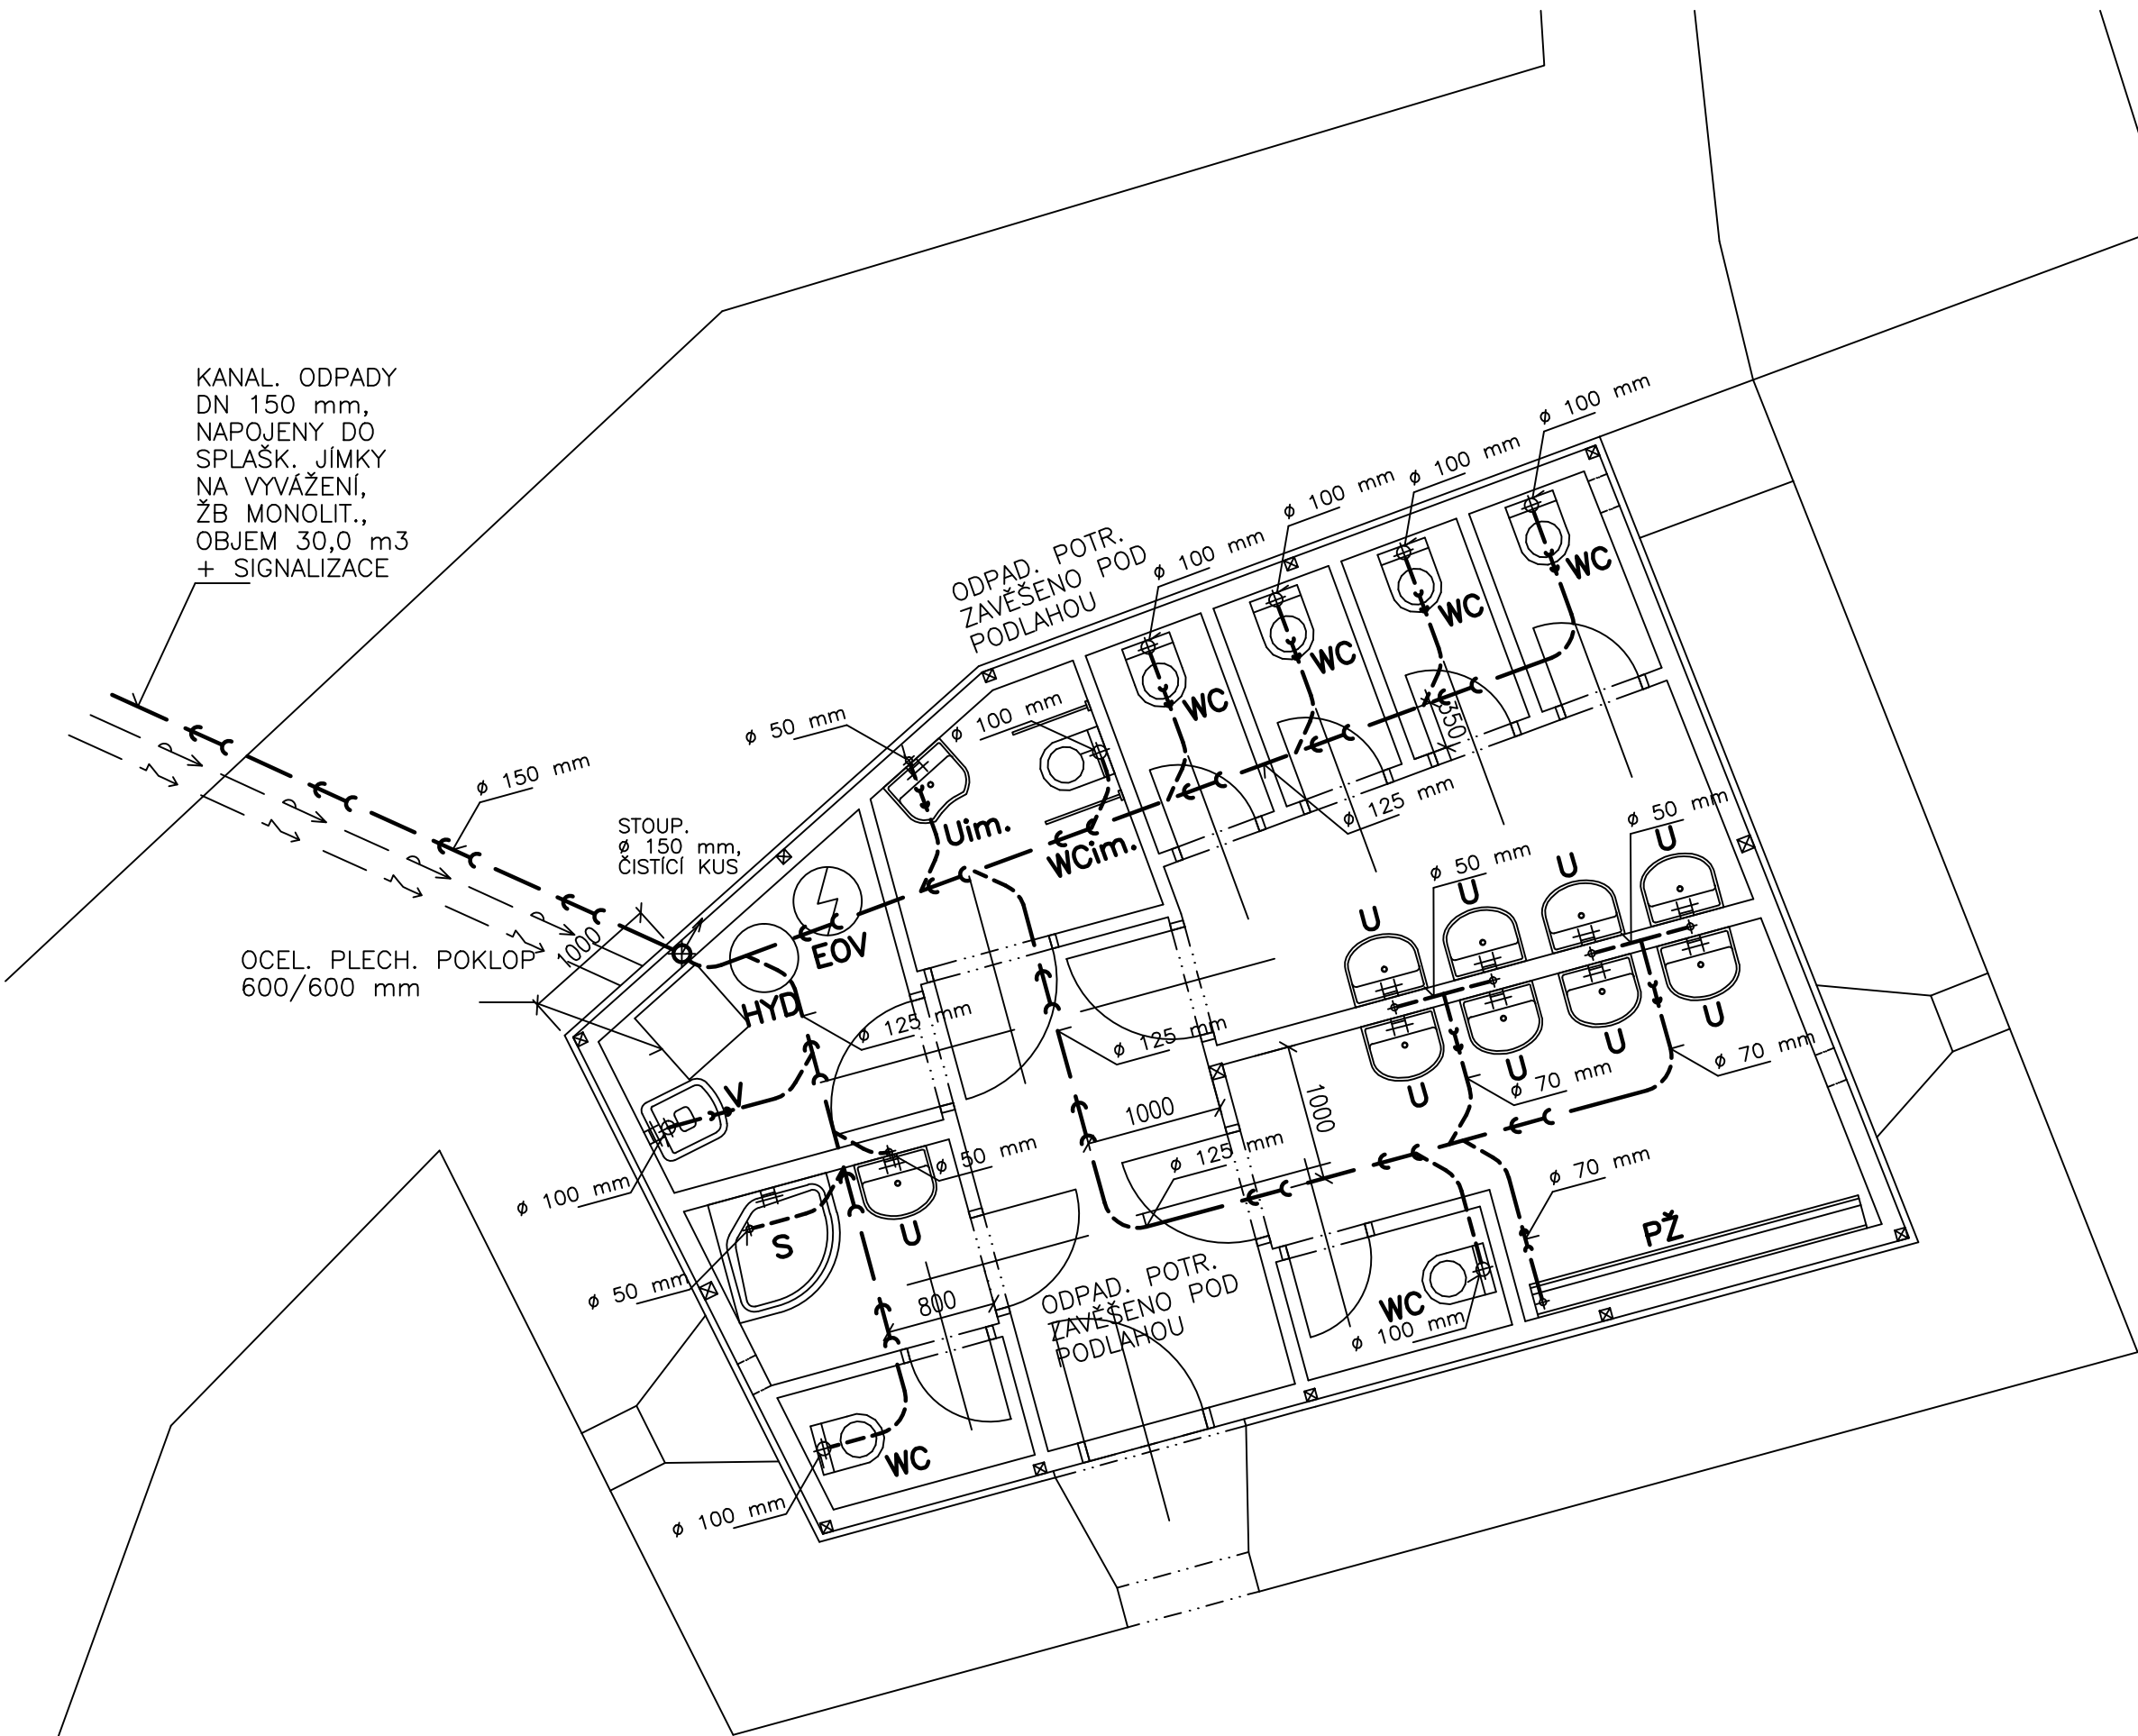 KANAL. ODPADY
DN 150 mm,
NAPOJENY DO
SPLAŠK. JÍMKY
NA VYVÁŽENÍ,
ŽB MONOLIT.,
OBJEM 30,0 m3
+ SIGNALIZACE
ø 150 mm
STOUP.
ø 150 mm,
ČISTÍCÍ KUS
OCEL. PLECH. POKLOP
600/600 mm
1000
ODPAD. POTR.
ZAVĚŠENO POD
PODLAHOU
ø 100 mm
ø 100 mm
ø 100 mm
ø 100 mm
WC
WC
WC
WC
ø 50 mm
ø 100 mm
Uim.
WCim.
350
ø 125 mm
EOV
HYD
ø 125 mm
ø 125 mm
ø 50 mm
ø 50 mm
U
U
U
U
U
U
U
U
ø 70 mm
ø 70 mm
V
1000
1000
ø 125 mm
ø 50 mm
ø 100 mm
ø 70 mm
S
U
PŽ
ø 50 mm
800
ODPAD. POTR.
ZAVĚŠENO POD
PODLAHOU
WC
ø 100 mm
WC
ø 100 mm